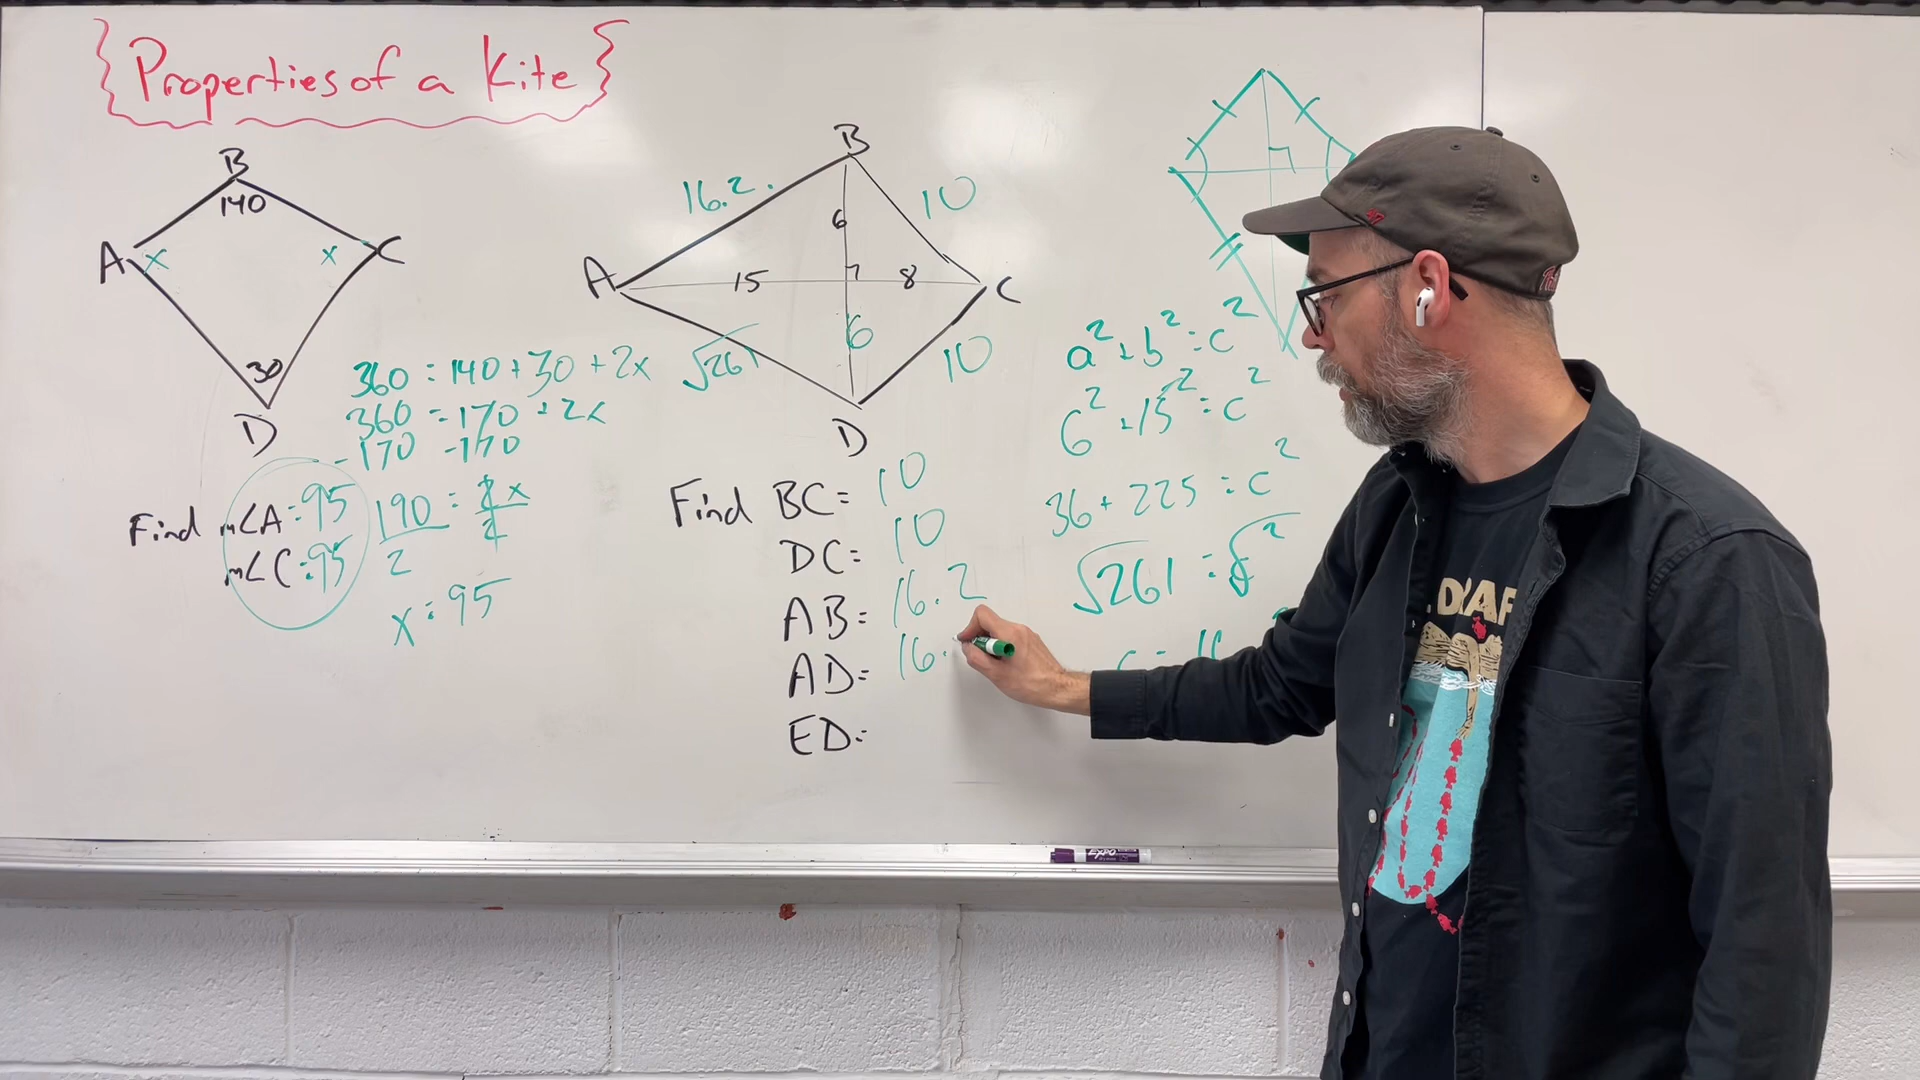 Properties of a Kite
B
140
A x
x C
30
D
360 = 140 + 30 + 2x
360 = 170 + 2x
-170 -170
190 = 2x
2 2
x = 95
Find m∠A = 95
m∠C = 95
B
16.2
10
6
A
15
8
C
6
√261
10
D
Find BC = 10
DC = 10
AB = 16.2
AD = 16.
ED =
a² + b² = c²
6² + 15² = c²
36 + 225 = c²
√261 = √c²
EXPO